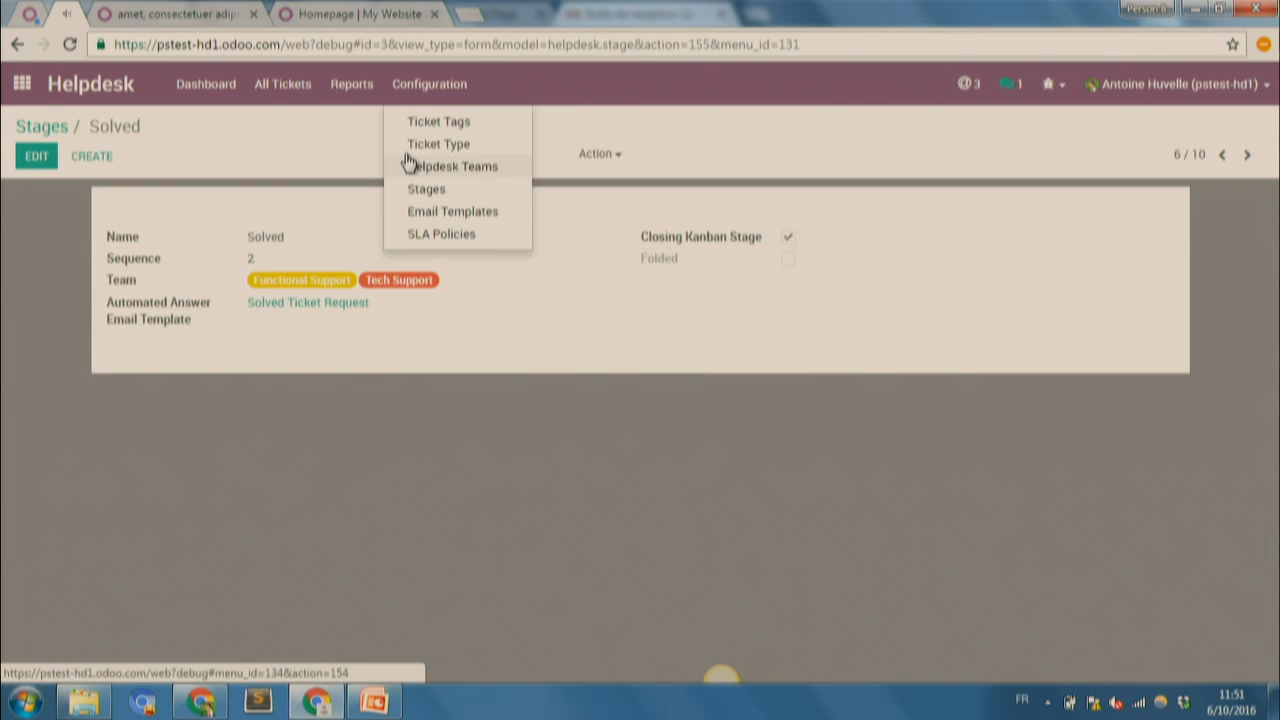 amet, consectetuer adipi
Homepage | My Website
Person 8
https://pstest-hd1.odoo.com/web?debug#id=3&view_type=form&model=helpdesk.stage&action=155&menu_id=131
Helpdesk
Dashboard
All Tickets
Reports
Configuration
@3
1
Antoine Huvelle (pstest-hd1)
Stages / Solved
EDIT
CREATE
Ticket Tags
Ticket Type
elpdesk Teams
Stages
Email Templates
SLA Policies
Action
6 / 10
Name
Solved
Sequence
2
Team
Functional Support
Tech Support
Automated Answer
Email Template
Solved Ticket Request
Closing Kanban Stage
Folded
https://pstest-hd1.odoo.com/web?debug#menu_id=134&action=154
FR
11:51
6/10/2016